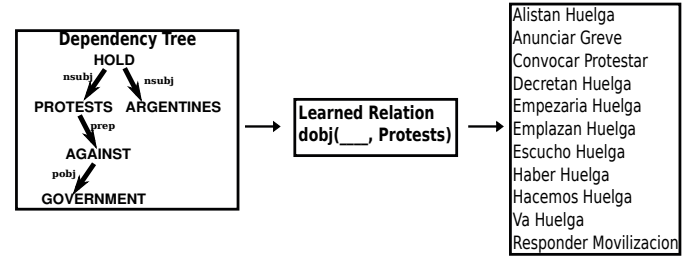 Dependency Tree
HOLD
nsubj
nsubj
PROTESTS
ARGENTINES
prep
AGAINST
pobj
GOVERNMENT
Learned Relation
dobj(___, Protests)
Alistan Huelga
Anunciar Greve
Convocar Protestar
Decretan Huelga
Empezaria Huelga
Emplazan Huelga
Escucho Huelga
Haber Huelga
Hacemos Huelga
Va Huelga
Responder Movilizacion